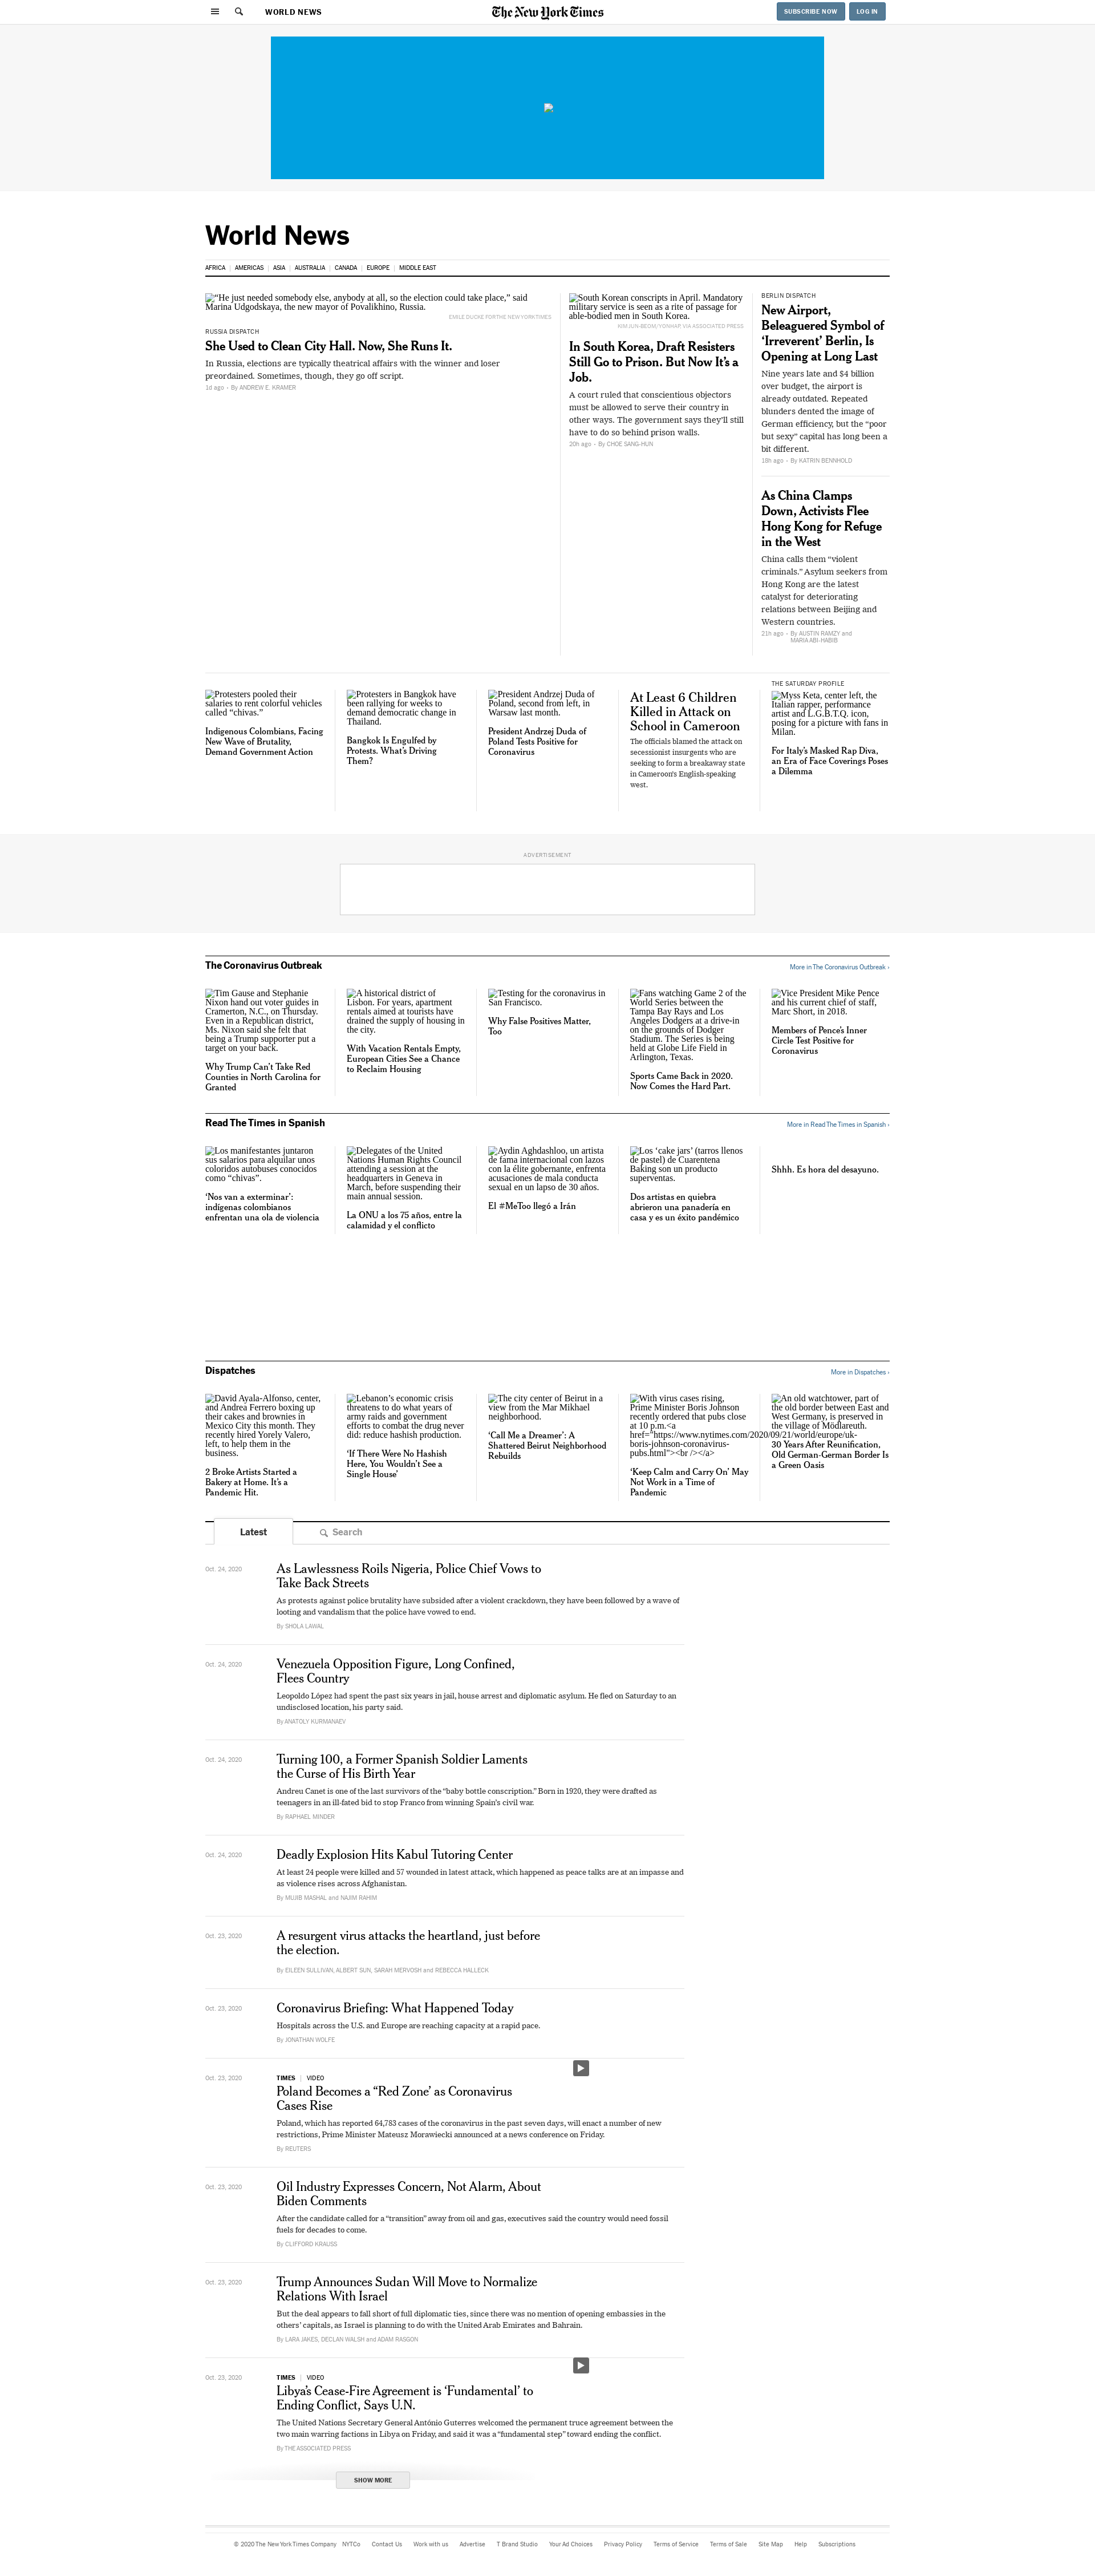 WORLD NEWS
The New York Times
SUBSCRIBE NOW
LOG IN
World News
AFRICA
AMERICAS
ASIA
AUSTRALIA
CANADA
EUROPE
MIDDLE EAST
“He just needed somebody else, anybody at all, so the election could take place,” said
Marina Udgodskaya, the new mayor of Povalikhino, Russia.
EMILE DUCKE FOR THE NEW YORK TIMES
RUSSIA DISPATCH
She Used to Clean City Hall. Now, She Runs It.
In Russia, elections are typically theatrical affairs with the winner and loser
preordained. Sometimes, though, they go off script.
1d ago - By ANDREW E. KRAMER
South Korean conscripts in April. Mandatory
military service is seen as a rite of passage for
able-bodied men in South Korea.
KIM JUN-BEOM/YONHAP, VIA ASSOCIATED PRESS
In South Korea, Draft Resisters
Still Go to Prison. But Now It’s a
Job.
A court ruled that conscientious objectors
must be allowed to serve their country in
other ways. The government says they’ll still
have to do so behind prison walls.
20h ago - By CHOE SANG-HUN
BERLIN DISPATCH
New Airport,
Beleaguered Symbol of
‘Irreverent’ Berlin, Is
Opening at Long Last
Nine years late and $4 billion
over budget, the airport is
already outdated. Repeated
blunders dented the image of
German efficiency, but the “poor
but sexy” capital has long been a
bit different.
18h ago - By KATRIN BENNHOLD
As China Clamps
Down, Activists Flee
Hong Kong for Refuge
in the West
China calls them “violent
criminals.” Asylum seekers from
Hong Kong are the latest
catalyst for deteriorating
relations between Beijing and
Western countries.
21h ago - By AUSTIN RAMZY and
MARIA ABI-HABIB
Protesters pooled their
salaries to rent colorful vehicles
called “chivas.”
Indigenous Colombians, Facing
New Wave of Brutality,
Demand Government Action
Protesters in Bangkok have
been rallying for weeks to
demand democratic change in
Thailand.
Bangkok Is Engulfed by
Protests. What’s Driving
Them?
President Andrzej Duda of
Poland, second from left, in
Warsaw last month.
President Andrzej Duda of
Poland Tests Positive for
Coronavirus
At Least 6 Children
Killed in Attack on
School in Cameroon
The officials blamed the attack on
secessionist insurgents who are
seeking to form a breakaway state
in Cameroon’s English-speaking
west.
THE SATURDAY PROFILE
Myss Keta, center left, the
Italian rapper, performance
artist and L.G.B.T.Q. icon,
posing for a picture with fans in
Milan.
For Italy’s Masked Rap Diva,
an Era of Face Coverings Poses
a Dilemma
ADVERTISEMENT
The Coronavirus Outbreak
More in The Coronavirus Outbreak ›
Tim Gause and Stephanie
Nixon hand out voter guides in
Cramerton, N.C., on Thursday.
Even in a Republican district,
Ms. Nixon said she felt that
being a Trump supporter put a
target on your back.
Why Trump Can’t Take Red
Counties in North Carolina for
Granted
A historical district of
Lisbon. For years, apartment
rentals aimed at tourists have
drained the supply of housing in
the city.
With Vacation Rentals Empty,
European Cities See a Chance
to Reclaim Housing
Testing for the coronavirus in
San Francisco.
Why False Positives Matter,
Too
Fans watching Game 2 of the
World Series between the
Tampa Bay Rays and Los
Angeles Dodgers at a drive-in
on the grounds of Dodger
Stadium. The Series is being
held at Globe Life Field in
Arlington, Texas.
Sports Came Back in 2020.
Now Comes the Hard Part.
Vice President Mike Pence
and his current chief of staff,
Marc Short, in 2018.
Members of Pence’s Inner
Circle Test Positive for
Coronavirus
Read The Times in Spanish
More in Read The Times in Spanish ›
Los manifestantes juntaron
sus salarios para alquilar unos
coloridos autobuses conocidos
como “chivas”.
‘Nos van a exterminar’:
indígenas colombianos
enfrentan una ola de violencia
Delegates of the United
Nations Human Rights Council
attending a session at the
headquarters in Geneva in
March, before suspending their
main annual session.
La ONU a los 75 años, entre la
calamidad y el conflicto
Aydin Aghdashloo, un artista
de fama internacional con lazos
con la élite gobernante, enfrenta
acusaciones de mala conducta
sexual en un lapso de 30 años.
El #MeToo llegó a Irán
Los ‘cake jars’ (tarros llenos
de pastel) de Cuarentena
Baking son un producto
superventas.
Dos artistas en quiebra
abrieron una panadería en
casa y es un éxito pandémico
Shhh. Es hora del desayuno.
Dispatches
More in Dispatches ›
David Ayala-Alfonso, center,
and Andrea Ferrero boxing up
their cakes and brownies in
Mexico City this month. They
recently hired Yorely Valero,
left, to help them in the
business.
2 Broke Artists Started a
Bakery at Home. It’s a
Pandemic Hit.
Lebanon’s economic crisis
threatens to do what years of
army raids and government
efforts to combat the drug never
did: reduce hashish production.
‘If There Were No Hashish
Here, You Wouldn’t See a
Single House’
The city center of Beirut in a
view from the Mar Mikhael
neighborhood.
‘Call Me a Dreamer’: A
Shattered Beirut Neighborhood
Rebuilds
With virus cases rising,
Prime Minister Boris Johnson
recently ordered that pubs close
at 10 p.m.<a
href="https://www.nytimes.com/2020/09/21/world/europe/uk-
boris-johnson-coronavirus-
pubs.html"><br /></a>
‘Keep Calm and Carry On’ May
Not Work in a Time of
Pandemic
An old watchtower, part of
the old border between East and
West Germany, is preserved in
the village of Mödlareuth.
30 Years After Reunification,
Old German-German Border Is
a Green Oasis
Latest
Search
Oct. 24, 2020
As Lawlessness Roils Nigeria, Police Chief Vows to
Take Back Streets
As protests against police brutality have subsided after a violent crackdown, they have been followed by a wave of
looting and vandalism that the police have vowed to end.
By SHOLA LAWAL
Oct. 24, 2020
Venezuela Opposition Figure, Long Confined,
Flees Country
Leopoldo López had spent the past six years in jail, house arrest and diplomatic asylum. He fled on Saturday to an
undisclosed location, his party said.
By ANATOLY KURMANAEV
Oct. 24, 2020
Turning 100, a Former Spanish Soldier Laments
the Curse of His Birth Year
Andreu Canet is one of the last survivors of the “baby bottle conscription.” Born in 1920, they were drafted as
teenagers in an ill-fated bid to stop Franco from winning Spain’s civil war.
By RAPHAEL MINDER
Oct. 24, 2020
Deadly Explosion Hits Kabul Tutoring Center
At least 24 people were killed and 57 wounded in latest attack, which happened as peace talks are at an impasse and
as violence rises across Afghanistan.
By MUJIB MASHAL and NAJIM RAHIM
Oct. 23, 2020
A resurgent virus attacks the heartland, just before
the election.
By EILEEN SULLIVAN, ALBERT SUN, SARAH MERVOSH and REBECCA HALLECK
Oct. 23, 2020
Coronavirus Briefing: What Happened Today
Hospitals across the U.S. and Europe are reaching capacity at a rapid pace.
By JONATHAN WOLFE
Oct. 23, 2020
TIMES | VIDEO
Poland Becomes a “Red Zone’ as Coronavirus
Cases Rise
Poland, which has reported 64,783 cases of the coronavirus in the past seven days, will enact a number of new
restrictions, Prime Minister Mateusz Morawiecki announced at a news conference on Friday.
By REUTERS
Oct. 23, 2020
Oil Industry Expresses Concern, Not Alarm, About
Biden Comments
After the candidate called for a “transition” away from oil and gas, executives said the country would need fossil
fuels for decades to come.
By CLIFFORD KRAUSS
Oct. 23, 2020
Trump Announces Sudan Will Move to Normalize
Relations With Israel
But the deal appears to fall short of full diplomatic ties, since there was no mention of opening embassies in the
others’ capitals, as Israel is planning to do with the United Arab Emirates and Bahrain.
By LARA JAKES, DECLAN WALSH and ADAM RASGON
Oct. 23, 2020
TIMES | VIDEO
Libya’s Cease-Fire Agreement is ‘Fundamental’ to
Ending Conflict, Says U.N.
The United Nations Secretary General António Guterres welcomed the permanent truce agreement between the
two main warring factions in Libya on Friday, and said it was a “fundamental step” toward ending the conflict.
By THE ASSOCIATED PRESS
SHOW MORE
© 2020 The New York Times Company
NYTCo
Contact Us
Work with us
Advertise
T Brand Studio
Your Ad Choices
Privacy Policy
Terms of Service
Terms of Sale
Site Map
Help
Subscriptions